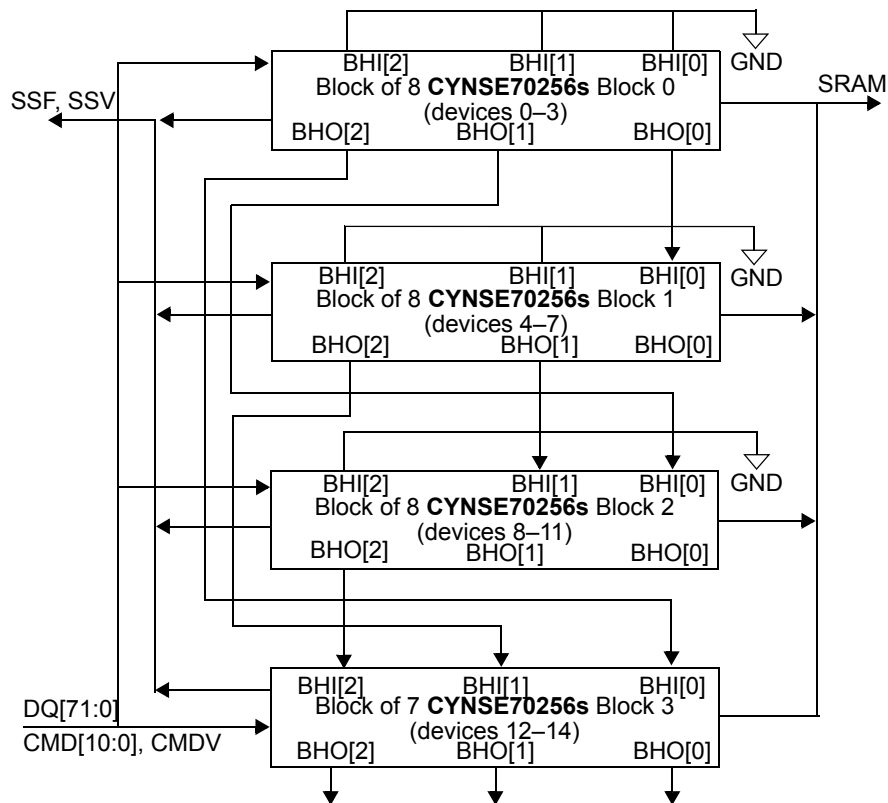 BHI[2] BHI[1] BHI[0] GND
Block of 8 CYNSE70256s Block 0
(devices 0–3)
BHO[2] BHO[1] BHO[0]
SSF, SSV
SRAM
BHI[2] BHI[1] BHI[0] GND
Block of 8 CYNSE70256s Block 1
(devices 4–7)
BHO[2] BHO[1] BHO[0]
BHI[2] BHI[1] BHI[0] GND
Block of 8 CYNSE70256s Block 2
(devices 8–11)
BHO[2] BHO[1] BHO[0]
BHI[2] BHI[1] BHI[0]
Block of 7 CYNSE70256s Block 3
(devices 12–14)
BHO[2] BHO[1] BHO[0]
DQ[71:0]
CMD[10:0], CMDV